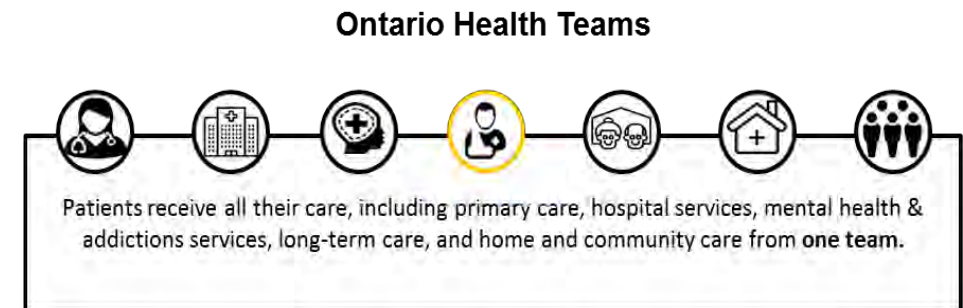 Ontario Health Teams
Patients receive all their care, including primary care, hospital services, mental health &
addictions services, long-term care, and home and community care from one team.